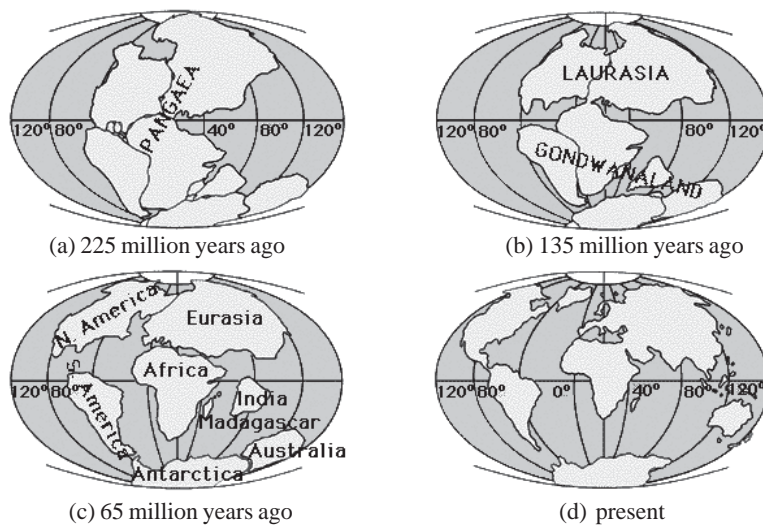 PANGAEA
120° 80° 40° 120°
(a) 225 million years ago
LAURASIA
120° 80° 80° 120°
GONDWANALAND
(b) 135 million years ago
N. America
Eurasia
120° 80°
Africa
S. America
India
Madagascar
Australia
Antarctica
(c) 65 million years ago
120° 80° 0° 40° 80° 120°
(d) present